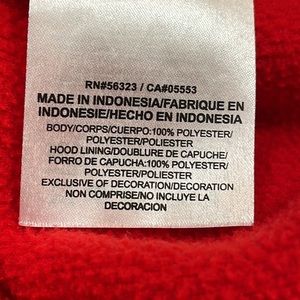 RN#56323 / CA#05553
MADE IN INDONESIA/FABRIQUE EN
INDONESIE/HECHO EN INDONESIA
BODY/CORPS/CUERPO:100% POLYESTER/
POLYESTER/POLIESTER
HOOD LINING/DOUBLURE DE CAPUCHE/
FORRO DE CAPUCHA:100% POLYESTER/
POLYESTER/POLIESTER
EXCLUSIVE OF DECORATION/DECORATION
NON COMPRISE/NO INCLUYE LA
DECORACION